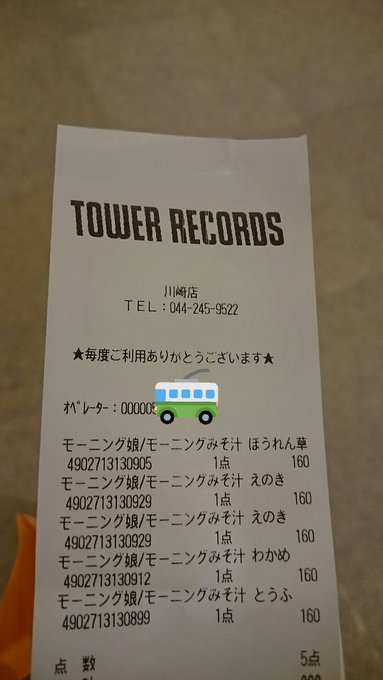 TOWER RECORDS
川崎店
TEL：044-245-9522
★毎度ご利用ありがとうございます★
ｵﾍﾟﾚｰﾀｰ：000005
モーニング娘/モーニングみそ汁 ほうれん草
4902713130905 1点 160
モーニング娘/モーニングみそ汁 えのき
4902713130929 1点 160
モーニング娘/モーニングみそ汁 えのき
4902713130929 1点 160
モーニング娘/モーニングみそ汁 わかめ
4902713130912 1点 160
モーニング娘/モーニングみそ汁 とうふ
4902713130899 1点 160
点 数 5点